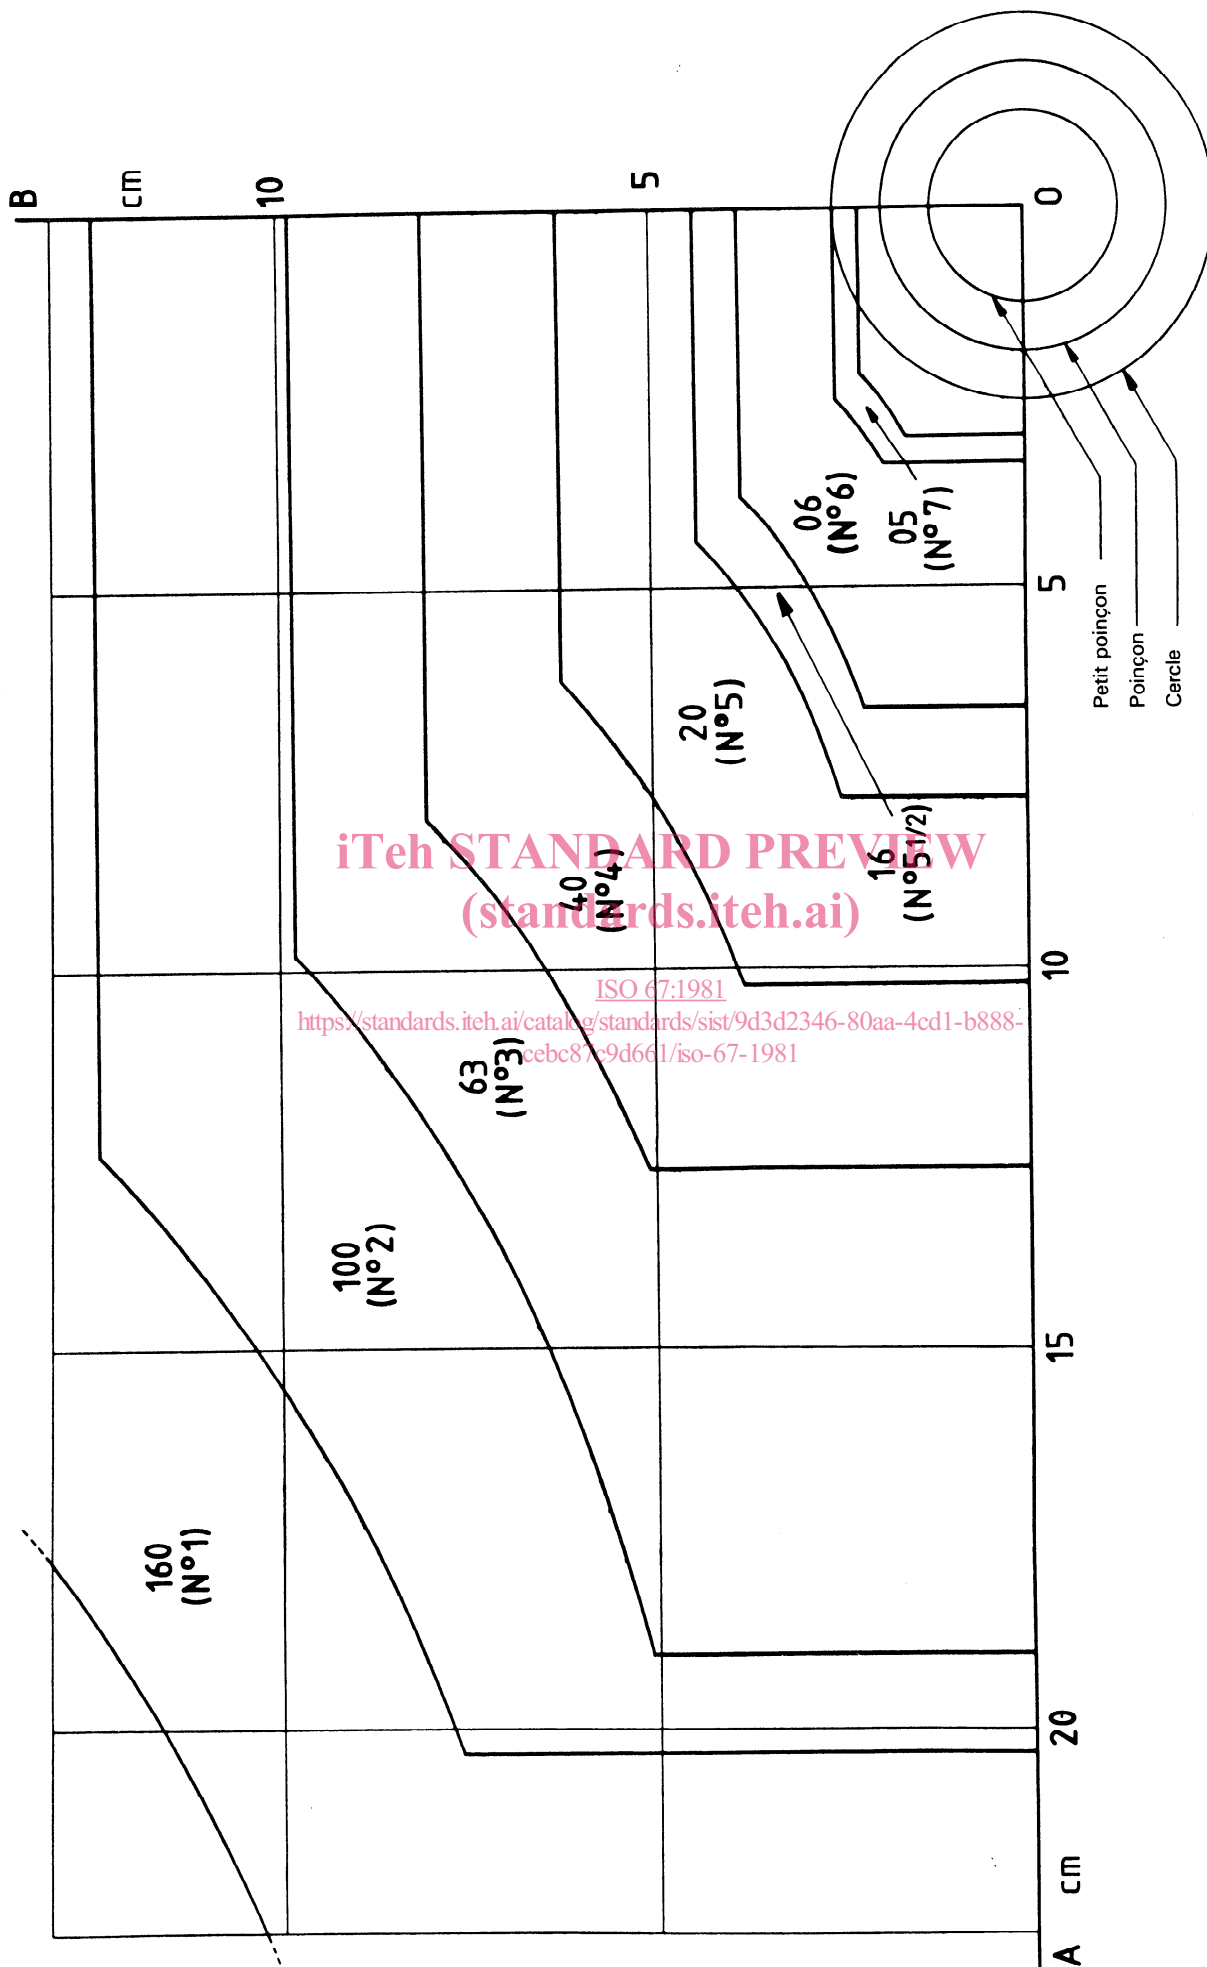 B
cm
10
5
0
5
10
15
20
cm
A
160
(N°1)
100
(N°2)
63
(N°3)
40
(N°4)
20
(N°5)
16
(N°5 1/2)
06
(N°6)
05
(N°7)
Petit poinçon
Poinçon
Cercle
iTeh STANDARD PREVIEW
(standards.iteh.ai)
ISO 67:1981
https://standards.iteh.ai/catalog/standards/sist/9d3d2346-80aa-4cd1-b888-
cebc87c9d661/iso-67-1981